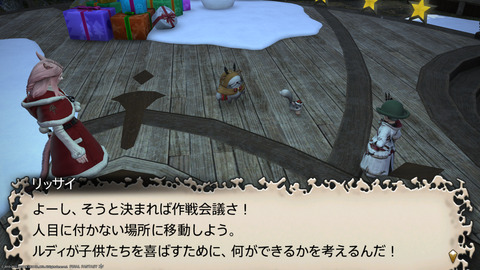 リッサイ
よーし、そうと決まれば作戦会議さ！
人目に付かない場所に移動しよう。
ルディが子供たちを喜ばすために、何ができるかを考えるんだ！